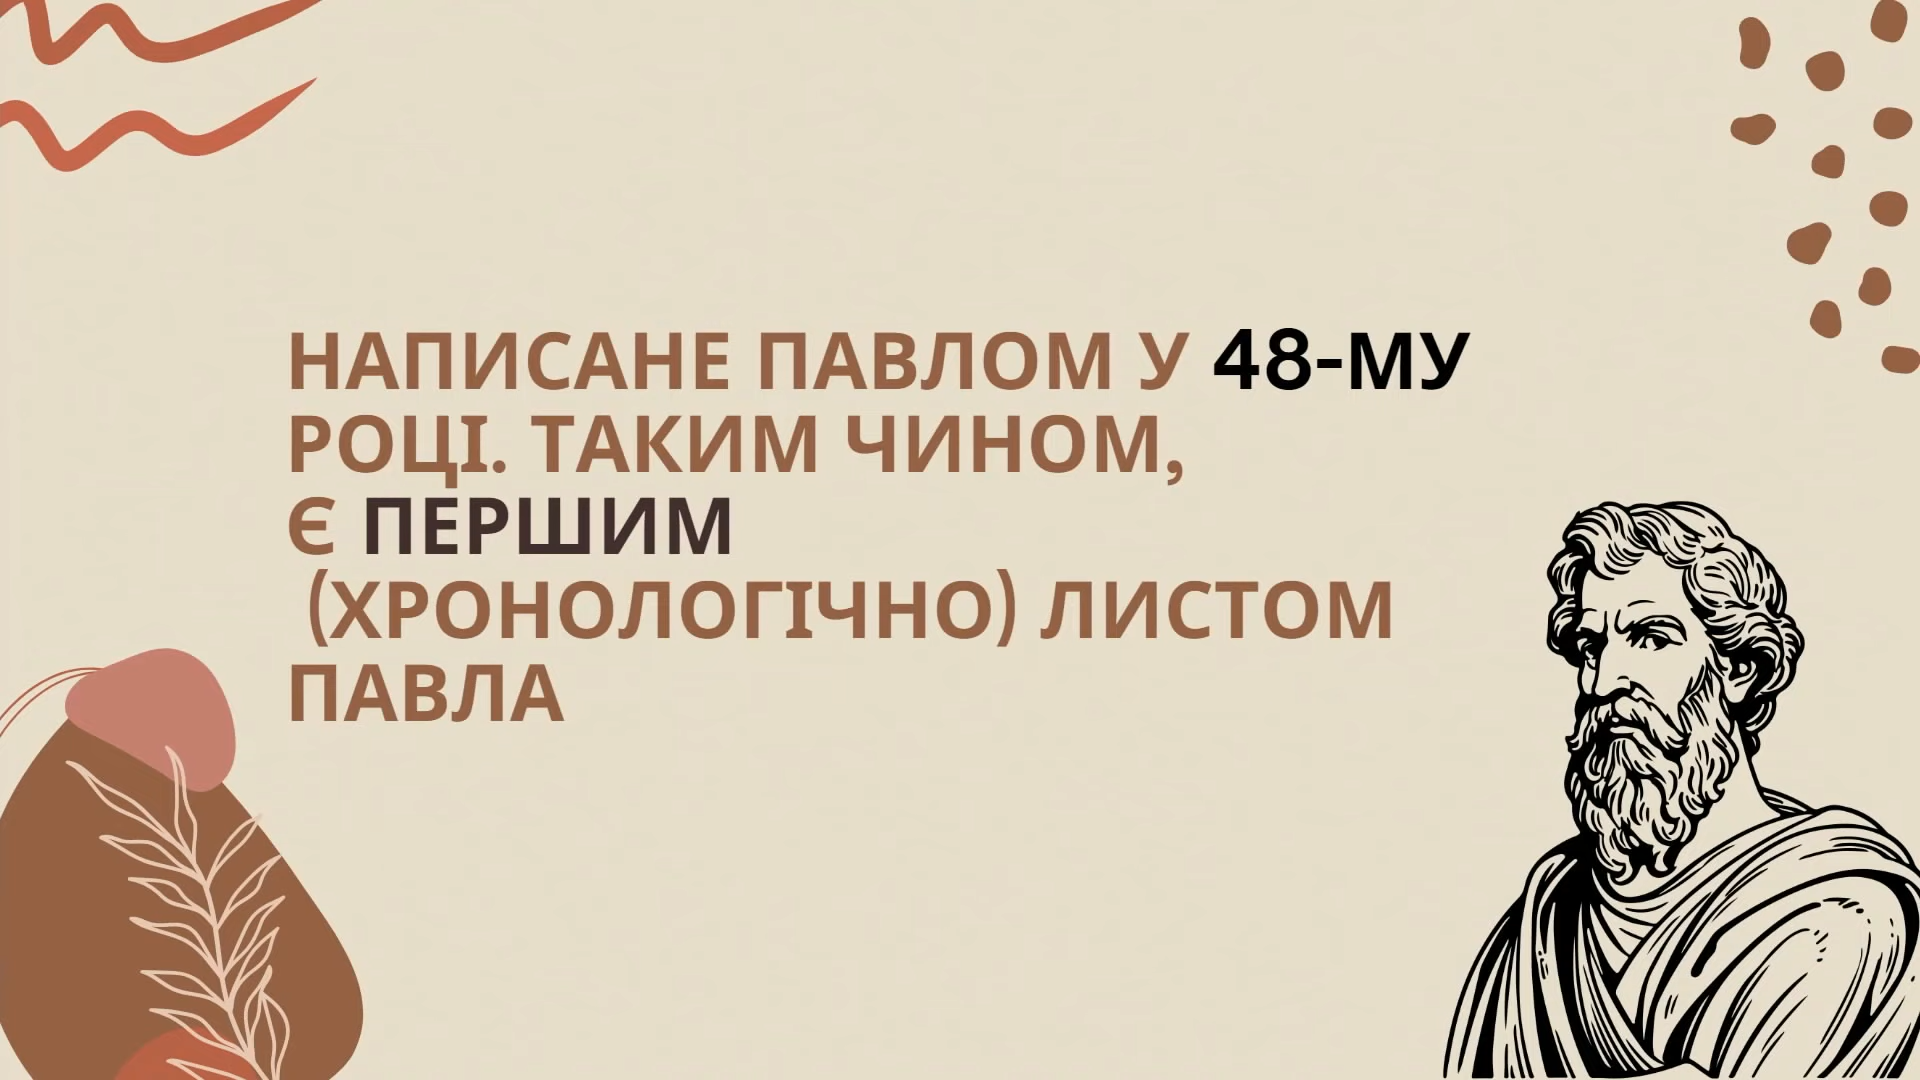 НАПИСАНЕ ПАВЛОМ У 48-МУ
РОЦІ. ТАКИМ ЧИНОМ,
Є ПЕРШИМ
(ХРОНОЛОГІЧНО) ЛИСТОМ
ПАВЛА